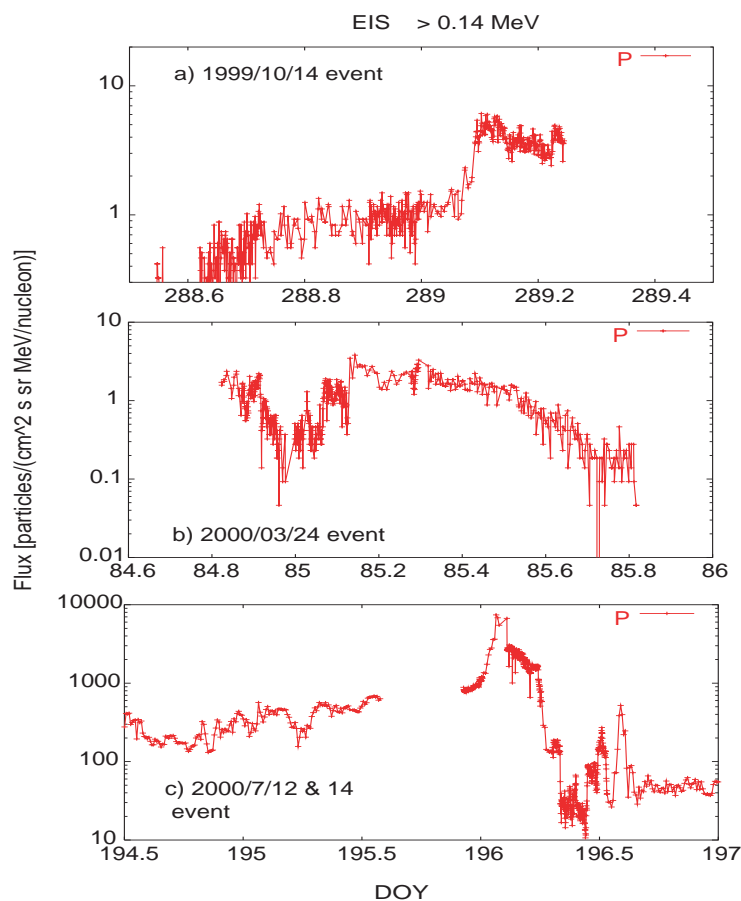 EIS > 0.14 MeV
a) 1999/10/14 event
P
10
1
288.6 288.8 289 289.2 289.4
P
10
1
0.1
0.01
b) 2000/03/24 event
84.6 84.8 85 85.2 85.4 85.6 85.8 86
Flux [particles/(cm^2 s sr MeV/nucleon)]
P
10000
1000
100
10
c) 2000/7/12 & 14
event
194.5 195 195.5 196 196.5 197
DOY